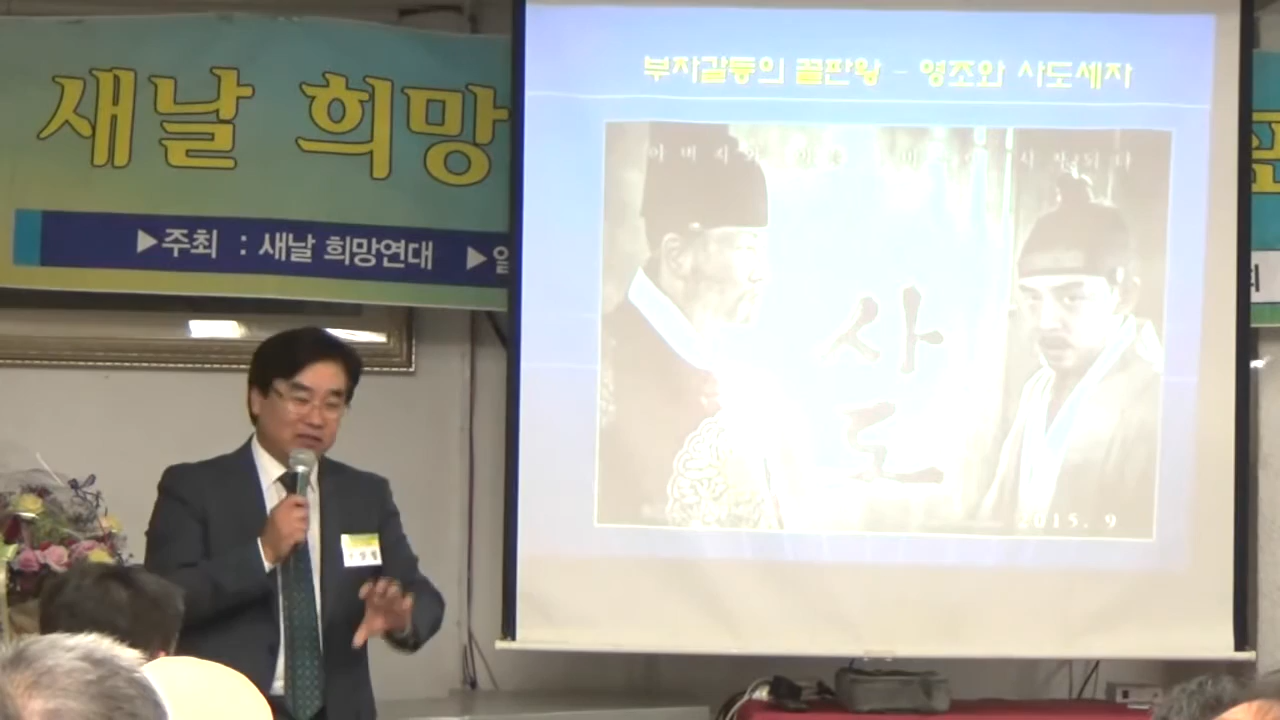 새날 희망
▶주최 : 새날 희망연대 ▶일
부자갈등의 끝판왕 - 영조와 사도세자
사도
2015. 9